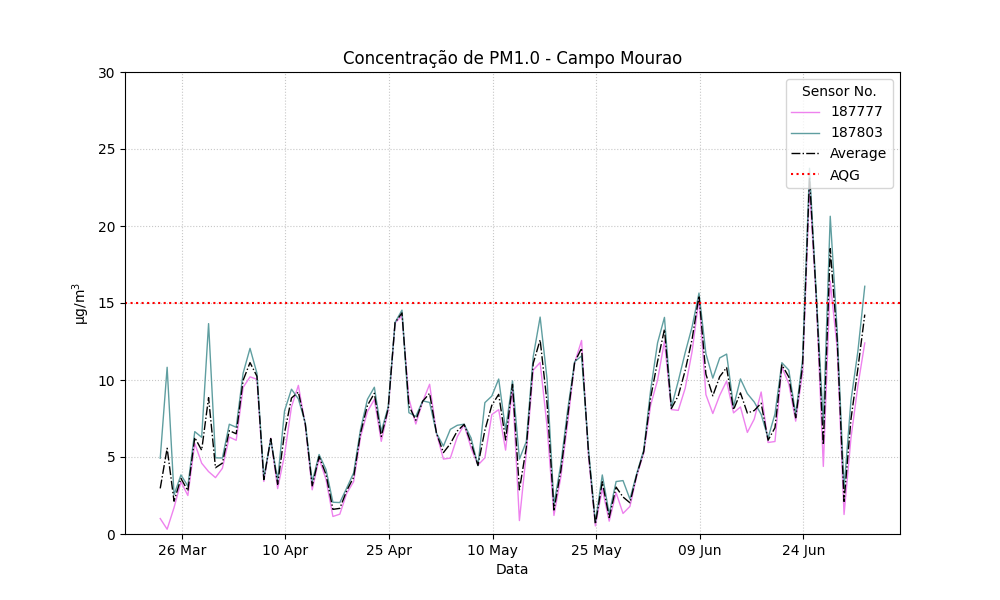 Concentração de PM1.0 - Campo Mourao
30
25
20
15
10
5
0
µg/m³
Sensor No.
187777
187803
Average
AQG
26 Mar
10 Apr
25 Apr
10 May
25 May
09 Jun
24 Jun
Data